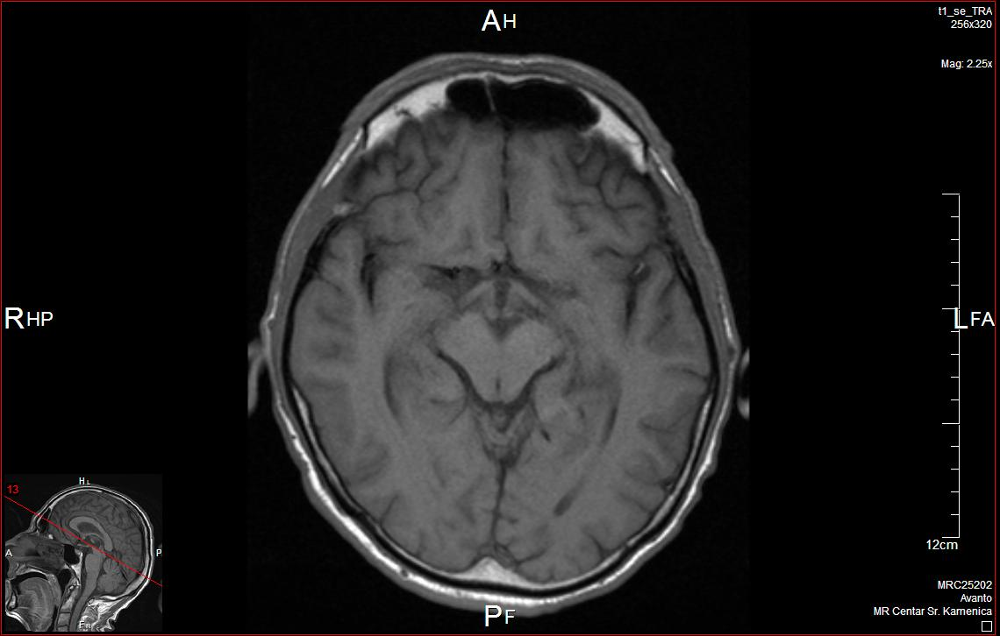 AH
t1_se_TRA
256x320
Mag: 2.25x
RHP
LFA
13
HL
A
P
FR
12cm
MRC25202
Avanto
MR Centar Sr. Kamenica
PF